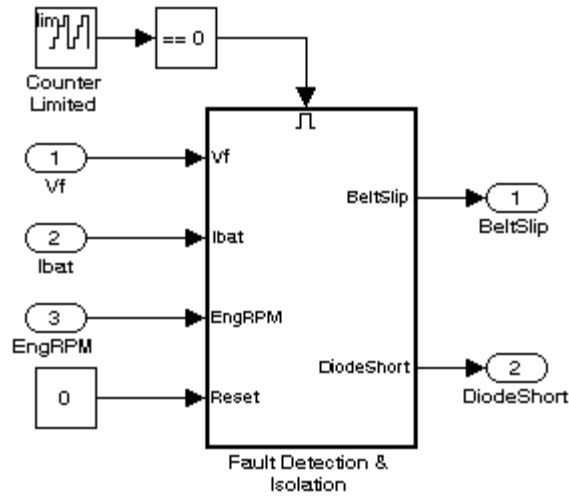 lim
== 0
Counter
Limited
1
Vf
Vf
BeltSlip
1
BeltSlip
2
Ibat
Ibat
3
EngRPM
EngRPM
DiodeShort
2
DiodeShort
0
Reset
Fault Detection &
Isolation